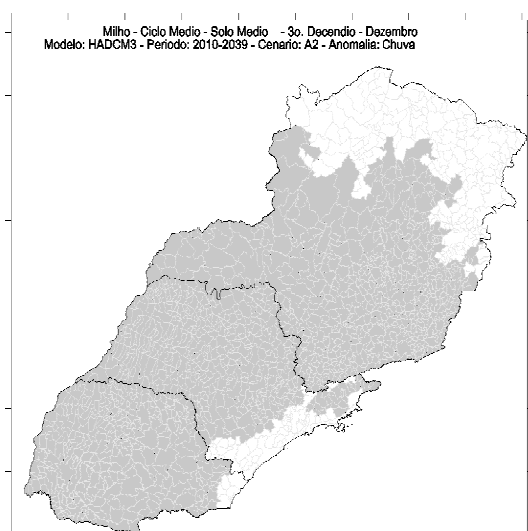 Milho - Ciclo Medio - Solo Medio - 3o. Decendio - Dezembro
Modelo: HADCM3 - Periodo: 2010-2039 - Cenario: A2 - Anomalia: Chuva